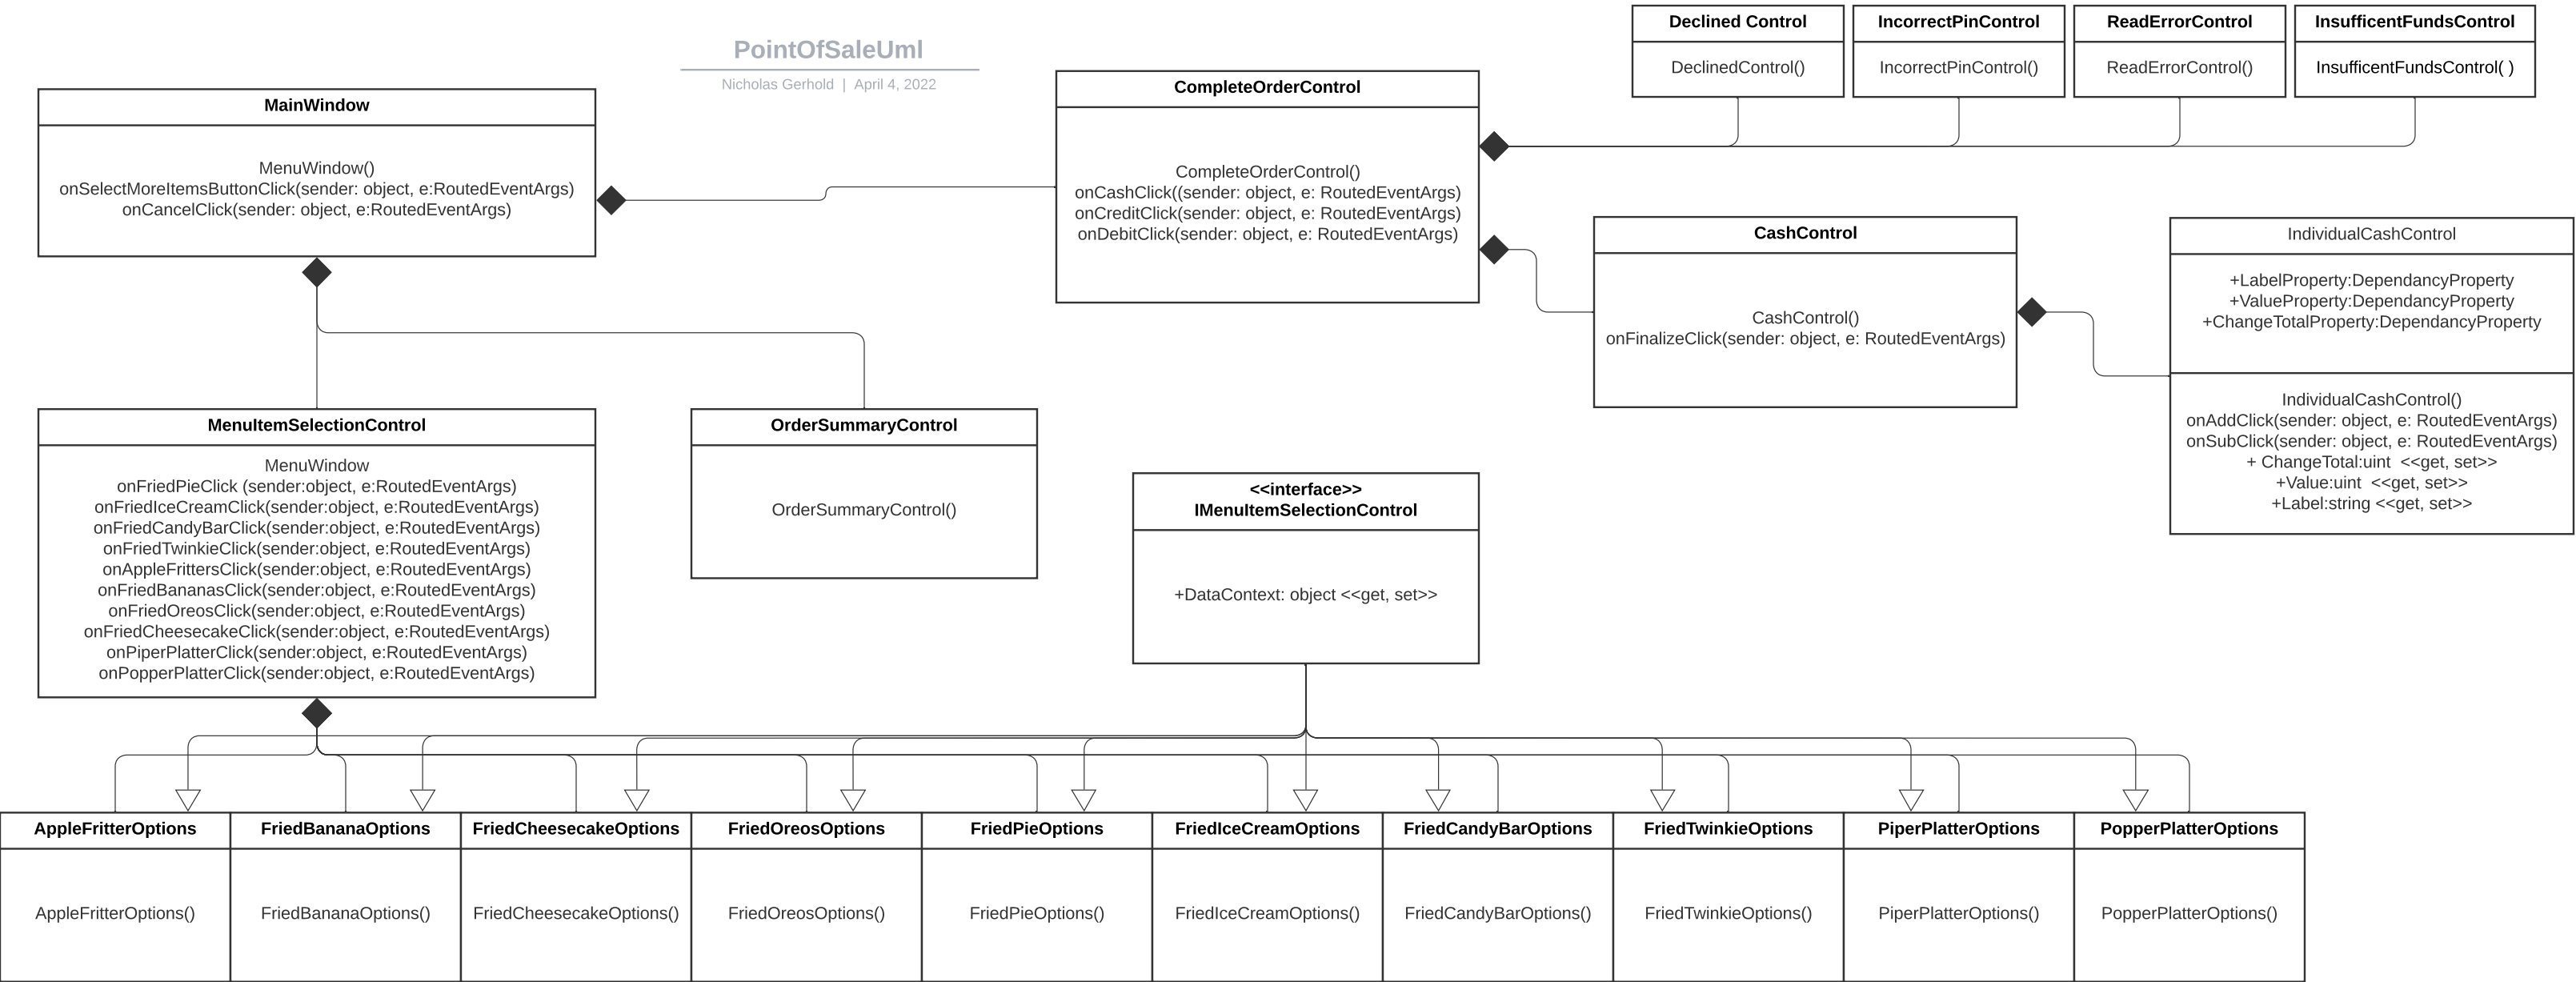 PointOfSaleUml
Nicholas Gerhold | April 4, 2022
MainWindow
MenuWindow()
onSelectMoreItemsButtonClick(sender: object, e:RoutedEventArgs)
onCancelClick(sender: object, e:RoutedEventArgs)
CompleteOrderControl
CompleteOrderControl()
onCashClick((sender: object, e: RoutedEventArgs)
onCreditClick(sender: object, e: RoutedEventArgs)
onDebitClick(sender: object, e: RoutedEventArgs)
Declined Control
DeclinedControl()
IncorrectPinControl
IncorrectPinControl()
ReadErrorControl
ReadErrorControl()
InsufficentFundsControl
InsufficentFundsControl( )
CashControl
CashControl()
onFinalizeClick(sender: object, e: RoutedEventArgs)
IndividualCashControl
+LabelProperty:DependancyProperty
+ValueProperty:DependancyProperty
+ChangeTotalProperty:DependancyProperty
IndividualCashControl()
onAddClick(sender: object, e: RoutedEventArgs)
onSubClick(sender: object, e: RoutedEventArgs)
+ ChangeTotal:uint <<get, set>>
+Value:uint <<get, set>>
+Label:string <<get, set>>
MenuItemSelectionControl
MenuWindow
onFriedPieClick (sender:object, e:RoutedEventArgs)
onFriedIceCreamClick(sender:object, e:RoutedEventArgs)
onFriedCandyBarClick(sender:object, e:RoutedEventArgs)
onFriedTwinkieClick(sender:object, e:RoutedEventArgs)
onAppleFrittersClick(sender:object, e:RoutedEventArgs)
onFriedBananasClick(sender:object, e:RoutedEventArgs)
onFriedOreosClick(sender:object, e:RoutedEventArgs)
onFriedCheesecakeClick(sender:object, e:RoutedEventArgs)
onPiperPlatterClick(sender:object, e:RoutedEventArgs)
onPopperPlatterClick(sender:object, e:RoutedEventArgs)
OrderSummaryControl
OrderSummaryControl()
<<interface>>
IMenuItemSelectionControl
+DataContext: object <<get, set>>
AppleFritterOptions
AppleFritterOptions()
FriedBananaOptions
FriedBananaOptions()
FriedCheesecakeOptions
FriedCheesecakeOptions()
FriedOreosOptions
FriedOreosOptions()
FriedPieOptions
FriedPieOptions()
FriedIceCreamOptions
FriedIceCreamOptions()
FriedCandyBarOptions
FriedCandyBarOptions()
FriedTwinkieOptions
FriedTwinkieOptions()
PiperPlatterOptions
PiperPlatterOptions()
PopperPlatterOptions
PopperPlatterOptions()